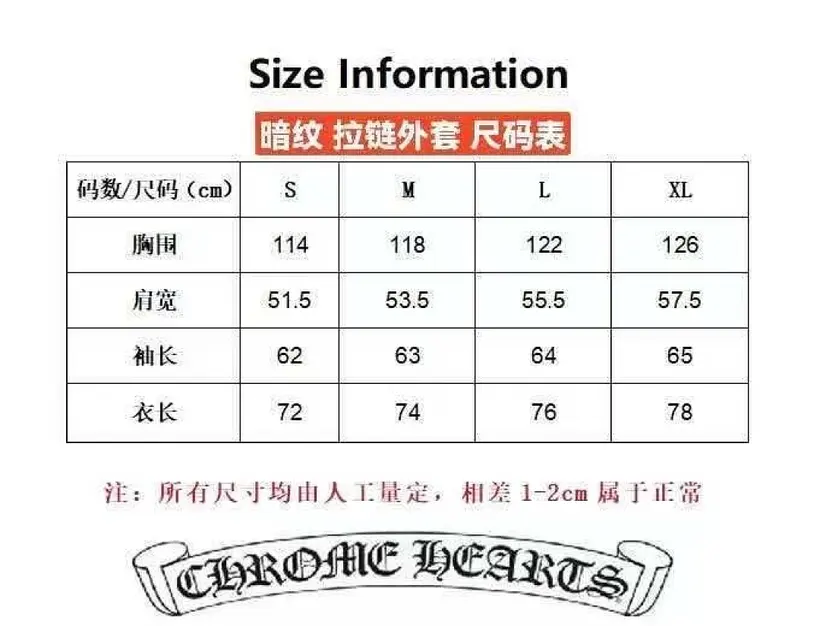 Size Information
暗纹 拉链外套 尺码表
码数/尺码（cm） S M L XL
胸围 114 118 122 126
肩宽 51.5 53.5 55.5 57.5
袖长 62 63 64 65
衣长 72 74 76 78
注：所有尺寸均由人工量定，相差1-2cm属于正常
CHROME HEARTS